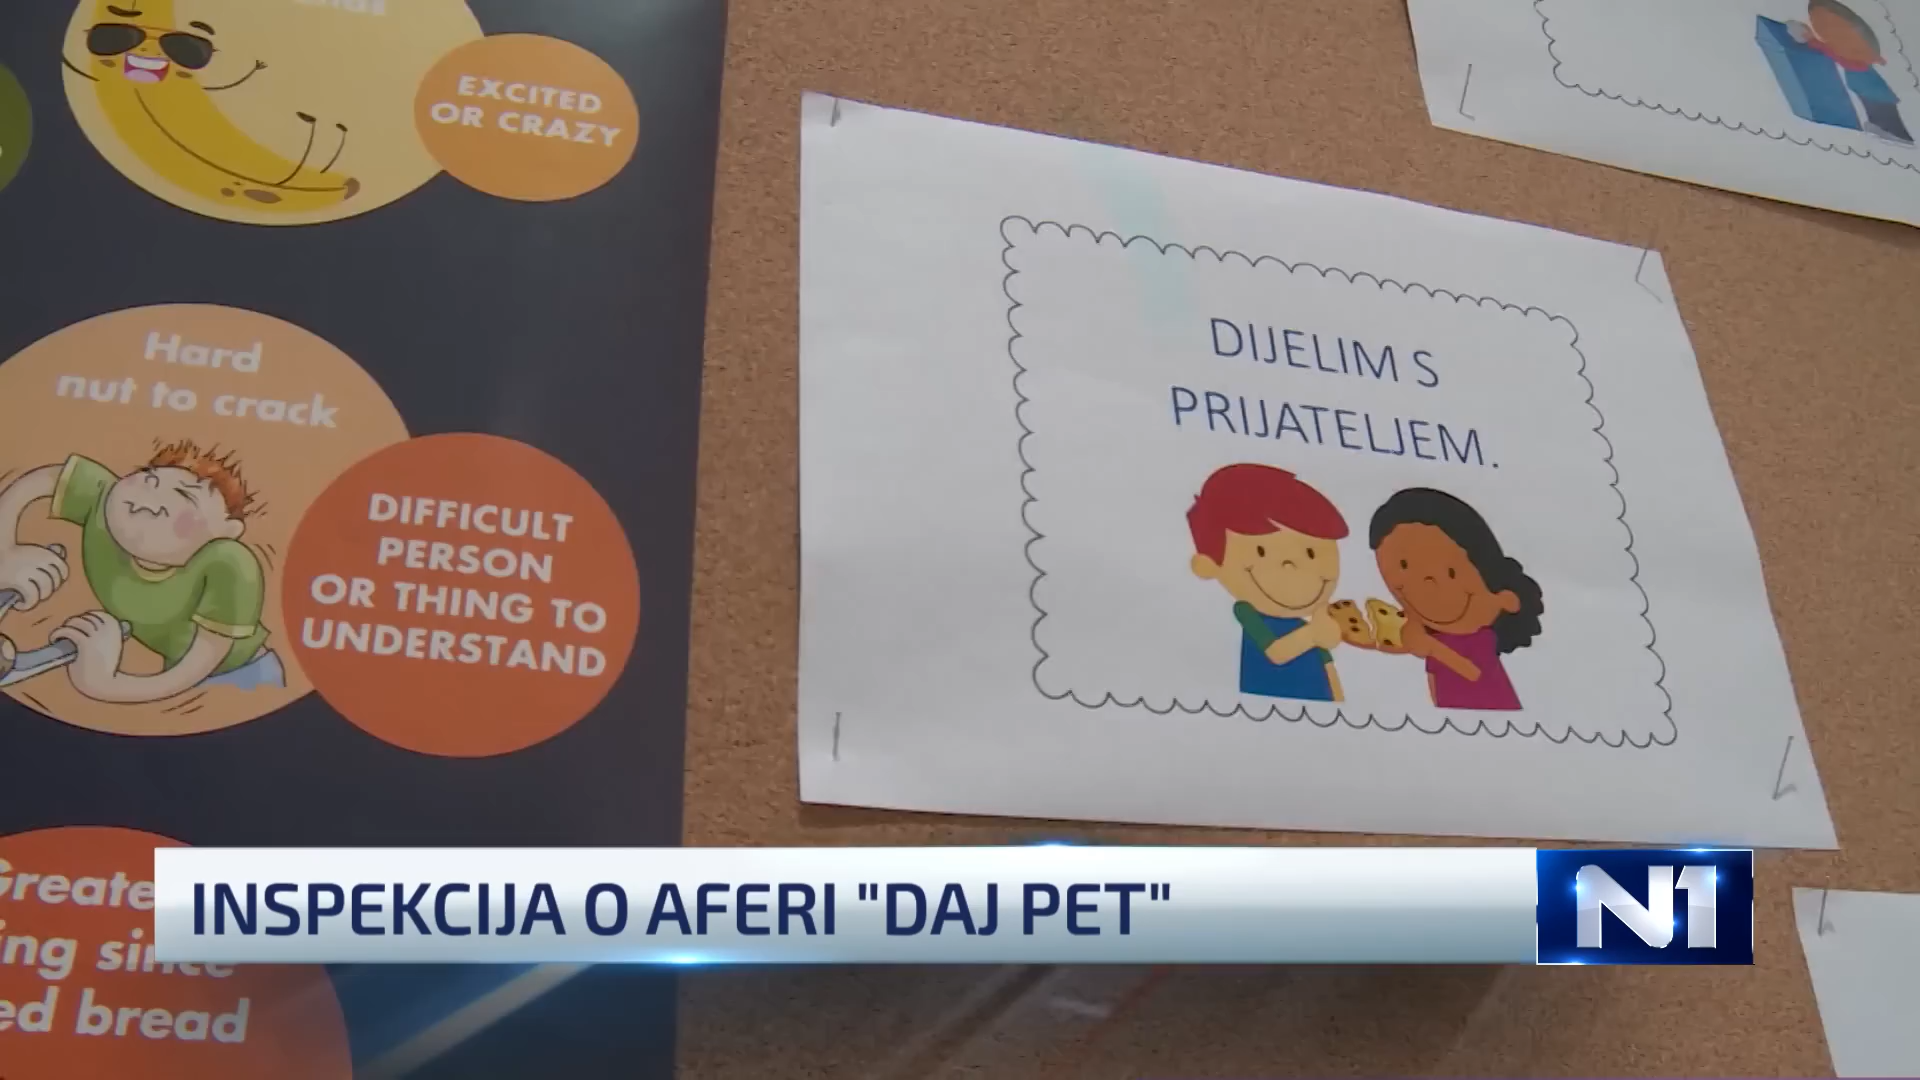 EXCITED
OR CRAZY
Hard
nut to crack
DIFFICULT
PERSON
OR THING TO
UNDERSTAND
DIJELIM S
PRIJATELJEM.
bread
INSPEKCIJA O AFERI "DAJ PET"
N1